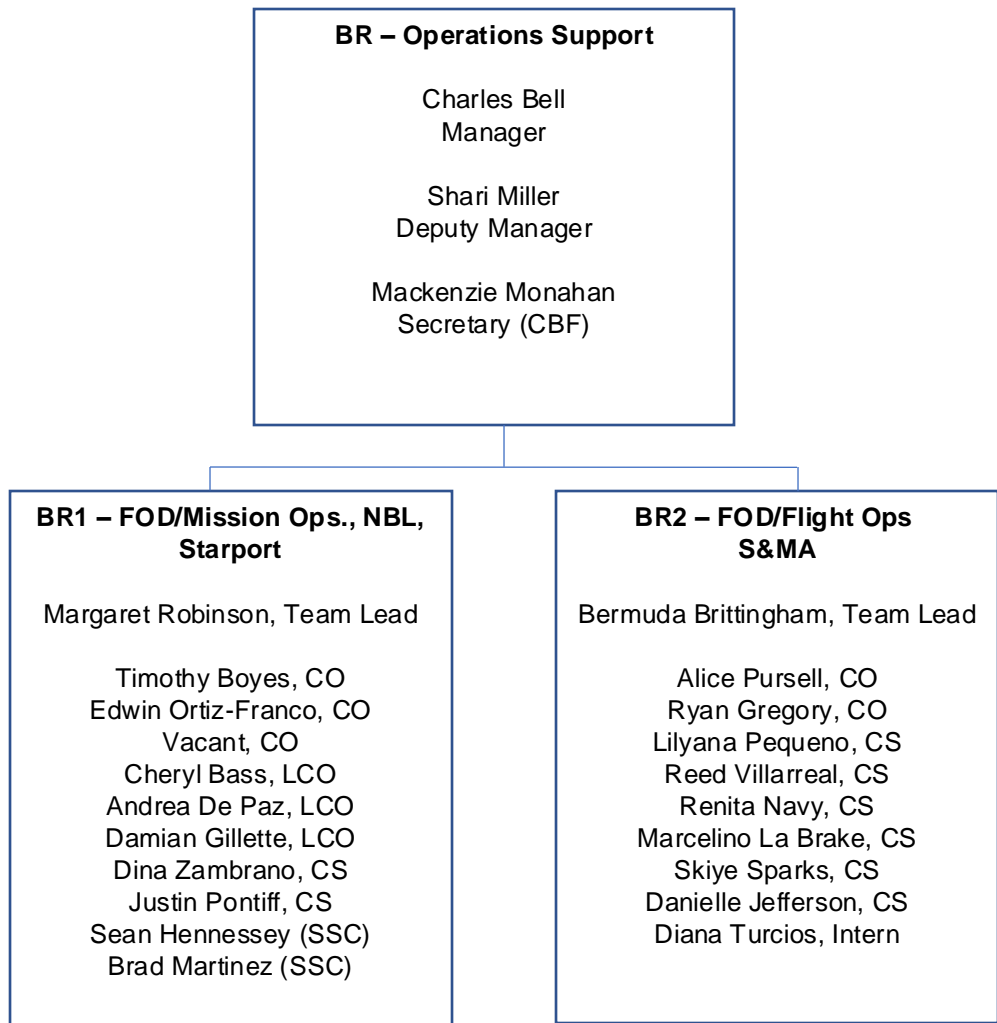 BR – Operations Support
Charles Bell
Manager
Shari Miller
Deputy Manager
Mackenzie Monahan
Secretary (CBF)
BR1 – FOD/Mission Ops., NBL,
Starport
Margaret Robinson, Team Lead
Timothy Boyes, CO
Edwin Ortiz-Franco, CO
Vacant, CO
Cheryl Bass, LCO
Andrea De Paz, LCO
Damian Gillette, LCO
Dina Zambrano, CS
Justin Pontiff, CS
Sean Hennessey (SSC)
Brad Martinez (SSC)
BR2 – FOD/Flight Ops
S&MA
Bermuda Brittingham, Team Lead
Alice Pursell, CO
Ryan Gregory, CO
Lilyana Pequeno, CS
Reed Villarreal, CS
Renita Navy, CS
Marcelino La Brake, CS
Skiye Sparks, CS
Danielle Jefferson, CS
Diana Turcios, Intern